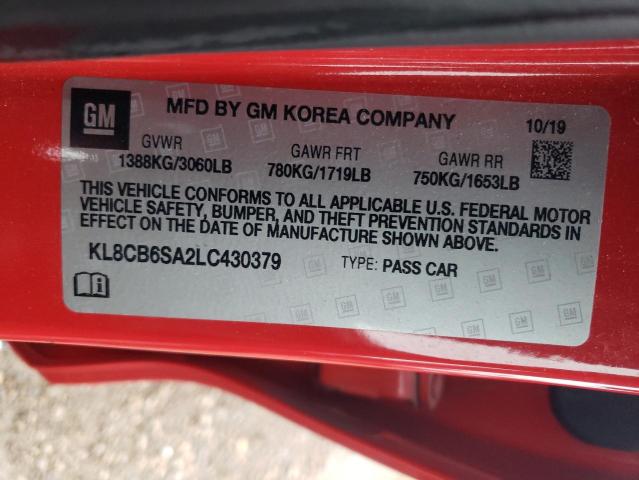 GM
MFD BY GM KOREA COMPANY
10/19
GVWR GAWR FRT GAWR RR
1388KG/3060LB 780KG/1719LB 750KG/1653LB
THIS VEHICLE CONFORMS TO ALL APPLICABLE U.S. FEDERAL MOTOR
VEHICLE SAFETY, BUMPER, AND THEFT PREVENTION STANDARDS IN
EFFECT ON THE DATE OF MANUFACTURE SHOWN ABOVE.
KL8CB6SA2LC430379 TYPE: PASS CAR